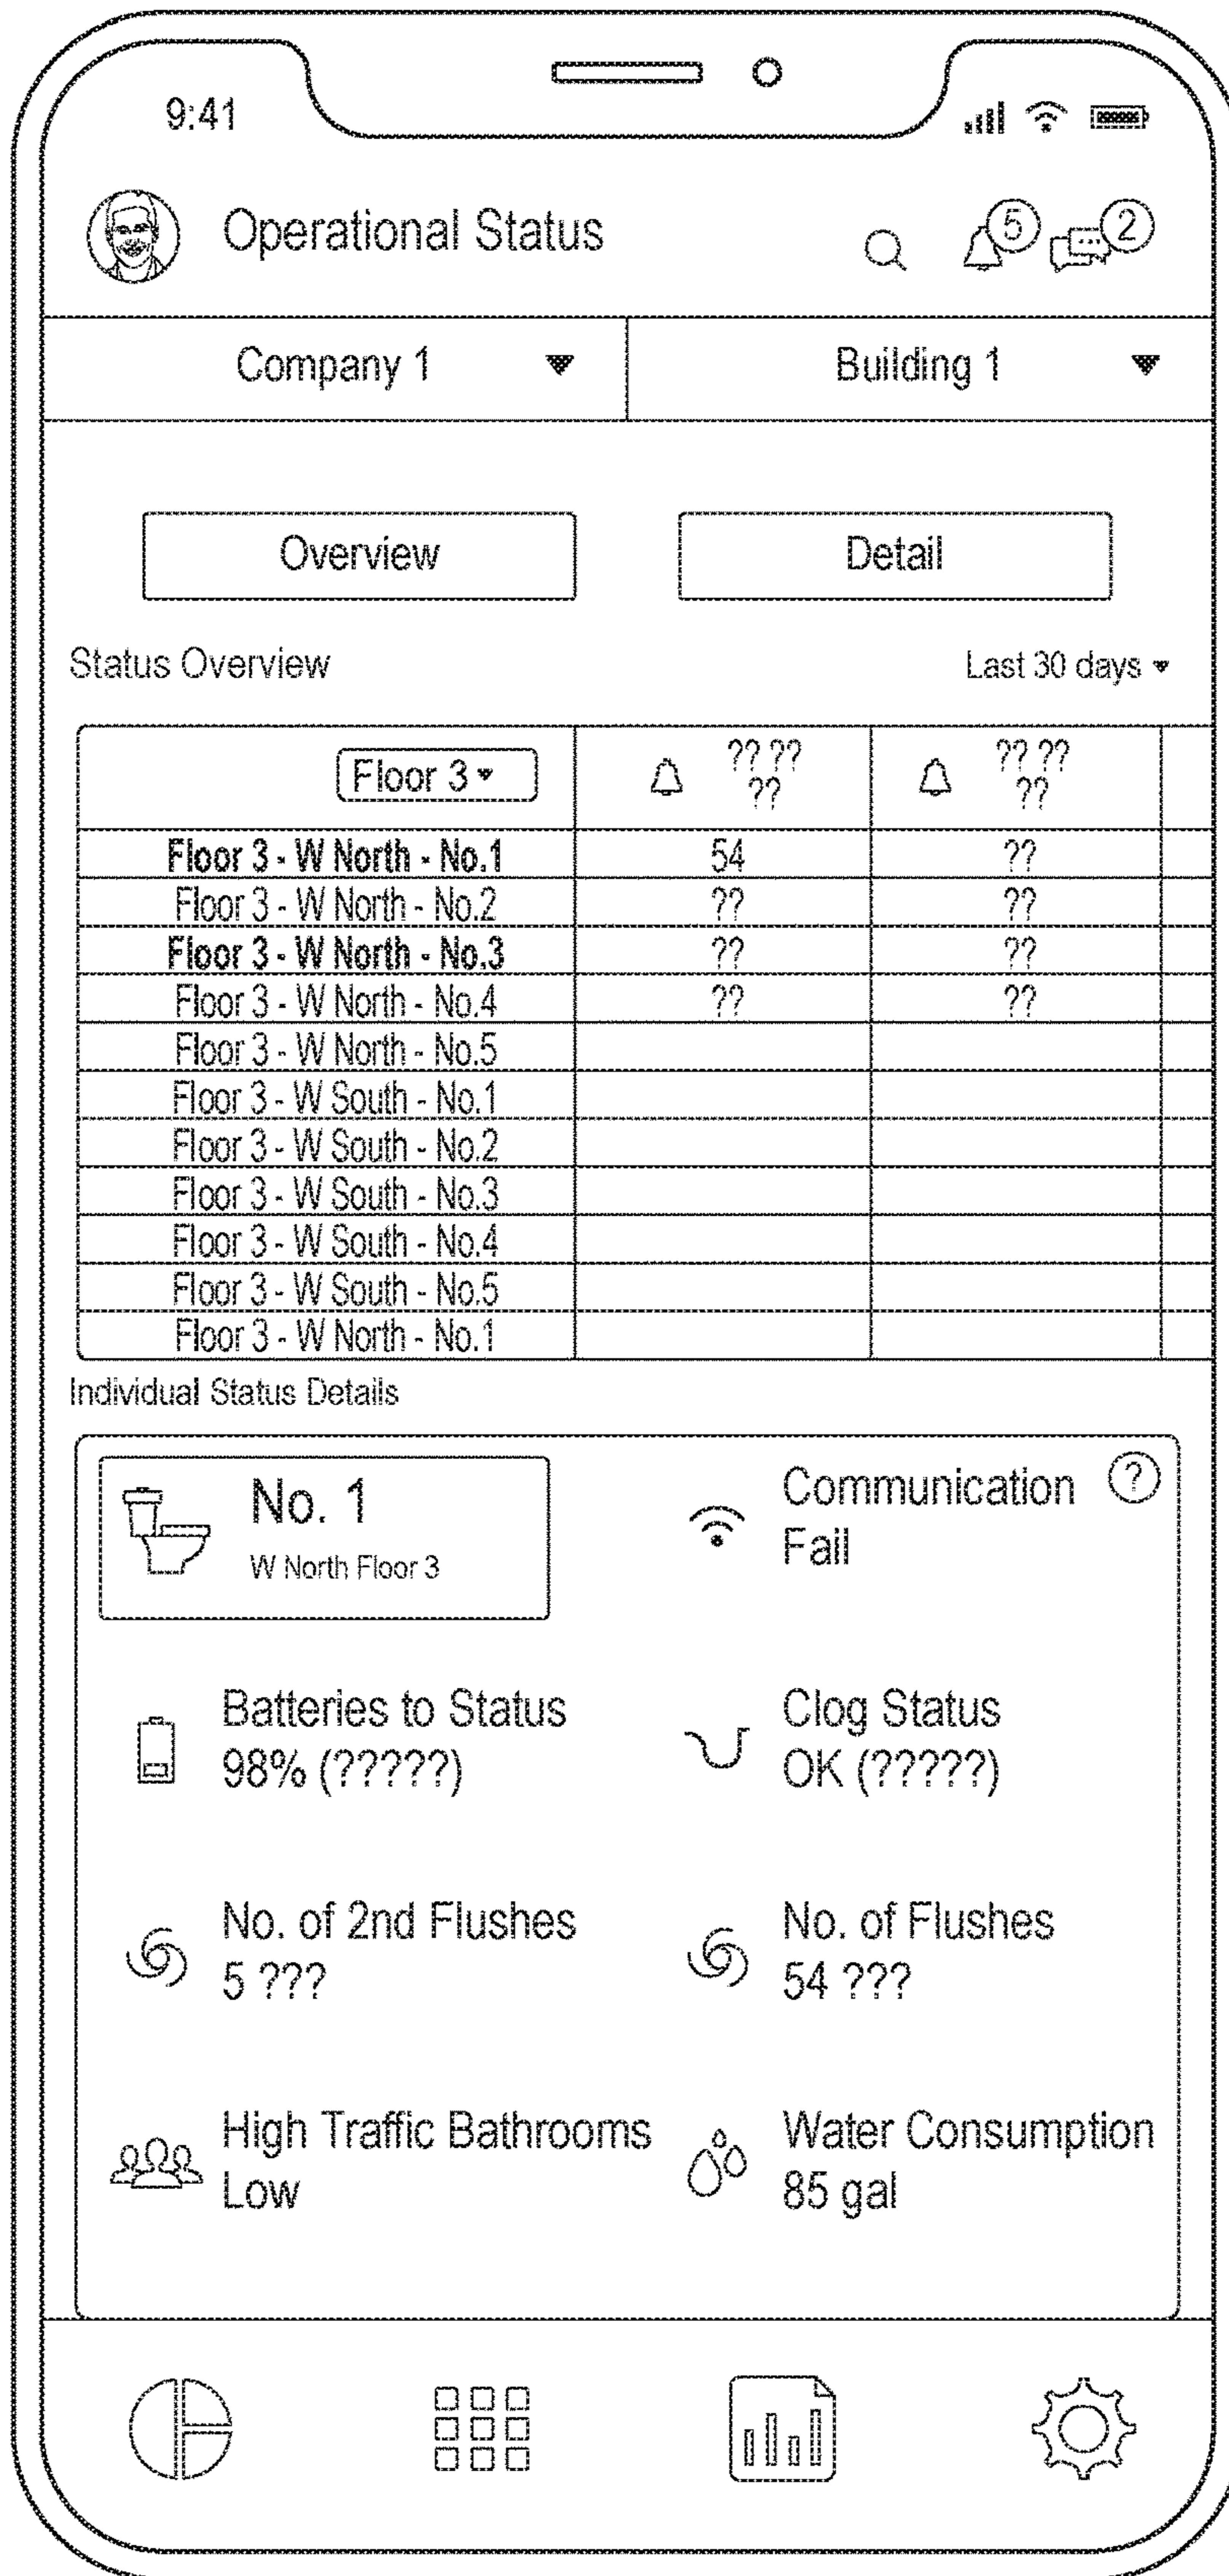 9:41
Operational Status
5
2
Company 1
Building 1
Overview
Detail
Status Overview
Last 30 days
Floor 3
?? ??
??
?? ??
??
Floor 3 - W North - No.1 54 ??
Floor 3 - W North - No.2 ?? ??
Floor 3 - W North - No.3 ?? ??
Floor 3 - W North - No.4 ?? ??
Floor 3 - W North - No.5
Floor 3 - W South - No.1
Floor 3 - W South - No.2
Floor 3 - W South - No.3
Floor 3 - W South - No.4
Floor 3 - W South - No.5
Floor 3 - W North - No.1
Individual Status Details
No. 1
W North Floor 3
Communication
Fail
?
Batteries to Status
98% (?????)
Clog Status
OK (?????)
No. of 2nd Flushes
5 ???
No. of Flushes
54 ???
High Traffic Bathrooms
Low
Water Consumption
85 gal